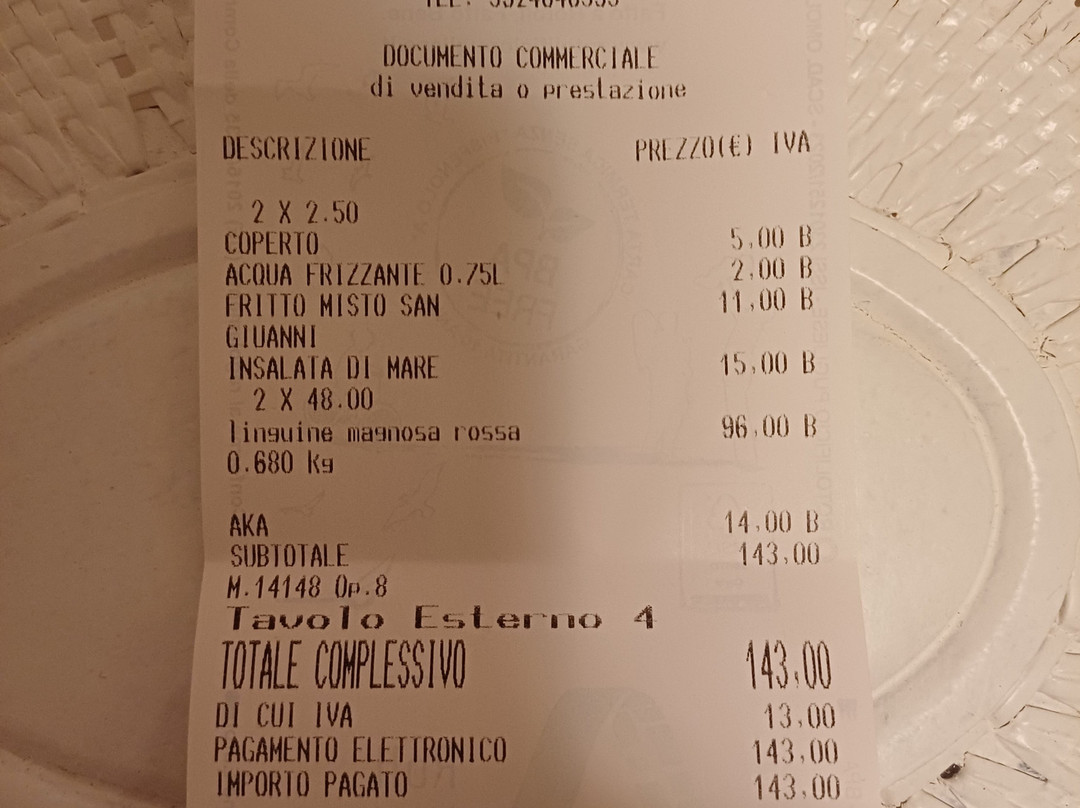 DOCUMENTO COMMERCIALE
di vendita o prestazione
DESCRIZIONE PREZZO(€) IVA
2 X 2.50
COPERTO 5,00 B
ACQUA FRIZZANTE 0.75L 2,00 B
FRITTO MISTO SAN 11,00 B
GIUANNI
INSALATA DI MARE 15,00 B
2 X 48.00
linguine magnosa rossa 96,00 B
0.680 Kg
AKA 14,00 B
SUBTOTALE 143,00
M.14148 Op.8
Tavolo Esterno 4
TOTALE COMPLESSIVO 143,00
DI CUI IVA 13,00
PAGAMENTO ELETTRONICO 143,00
IMPORTO PAGATO 143,00